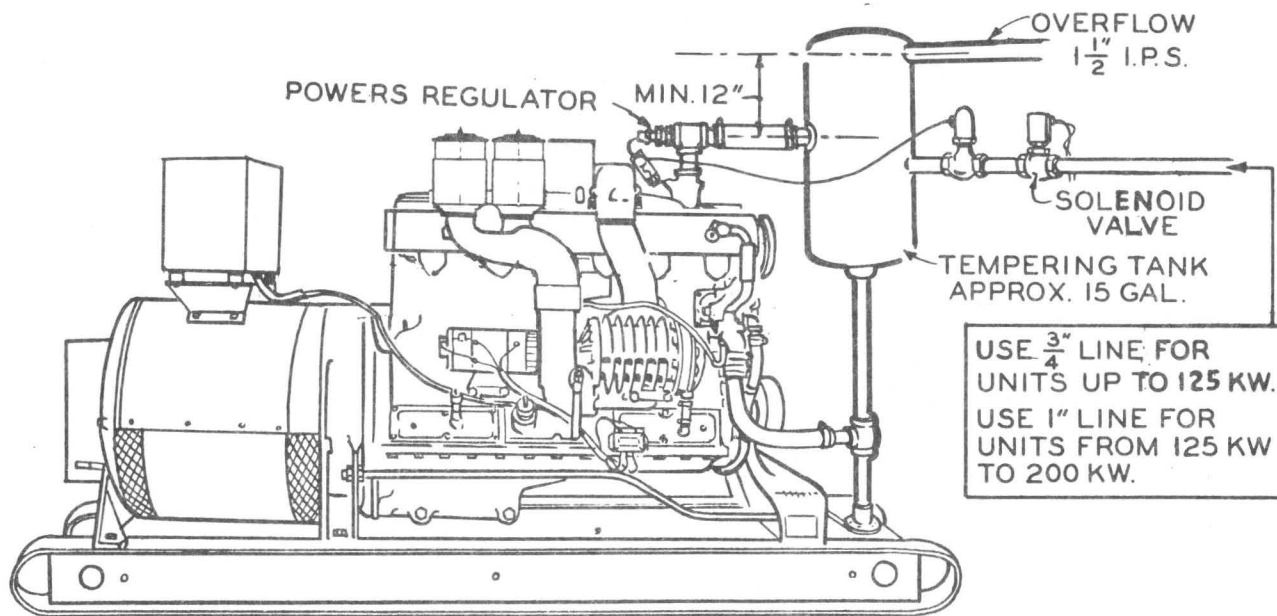 OVERFLOW
1 1/2" I.P.S.
POWERS REGULATOR
MIN. 12"
SOLENOID
VALVE
TEMPERING TANK
APPROX. 15 GAL.
USE 3/4" LINE FOR
UNITS UP TO 125 KW.
USE 1" LINE FOR
UNITS FROM 125 KW
TO 200 KW.